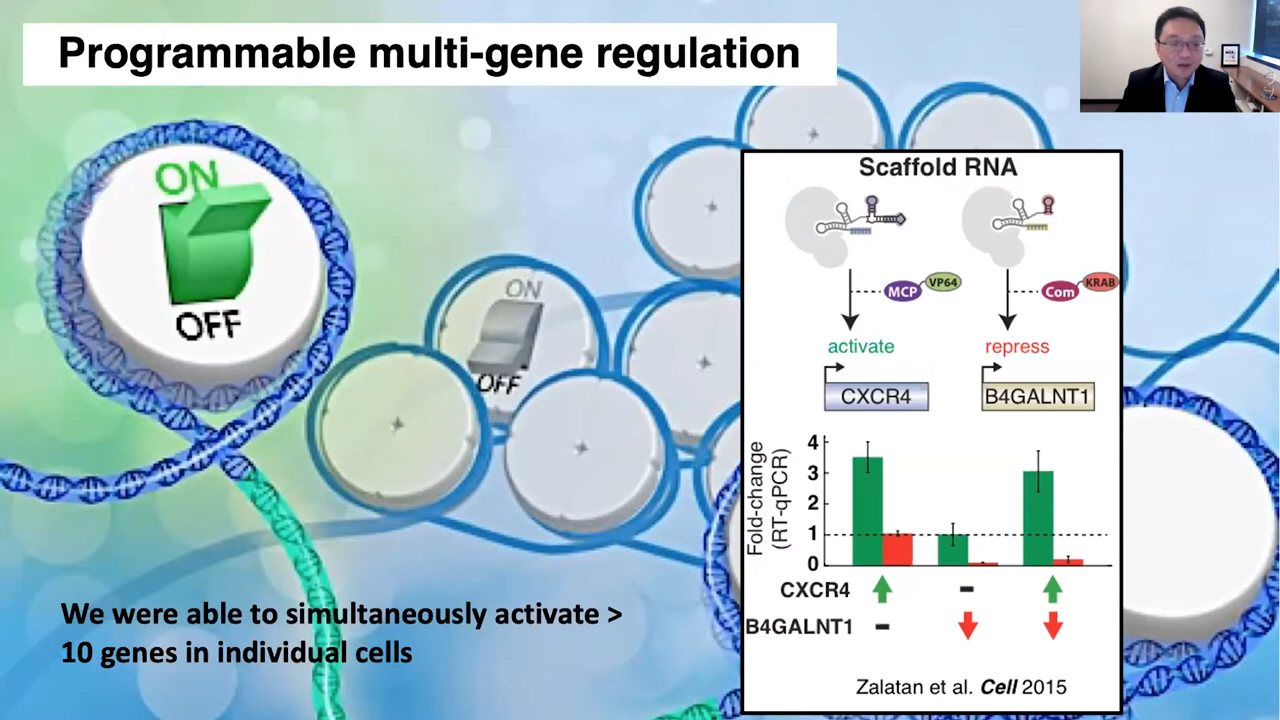 Programmable multi-gene regulation
ON
OFF
ON
OFF
We were able to simultaneously activate >
10 genes in individual cells
Scaffold RNA
MCP VP64
Com KRAB
activate repress
CXCR4 B4GALNT1
Fold-change
(RT-qPCR)
4
3
2
1
0
CXCR4 -
B4GALNT1 -
Zalatan et al. Cell 2015